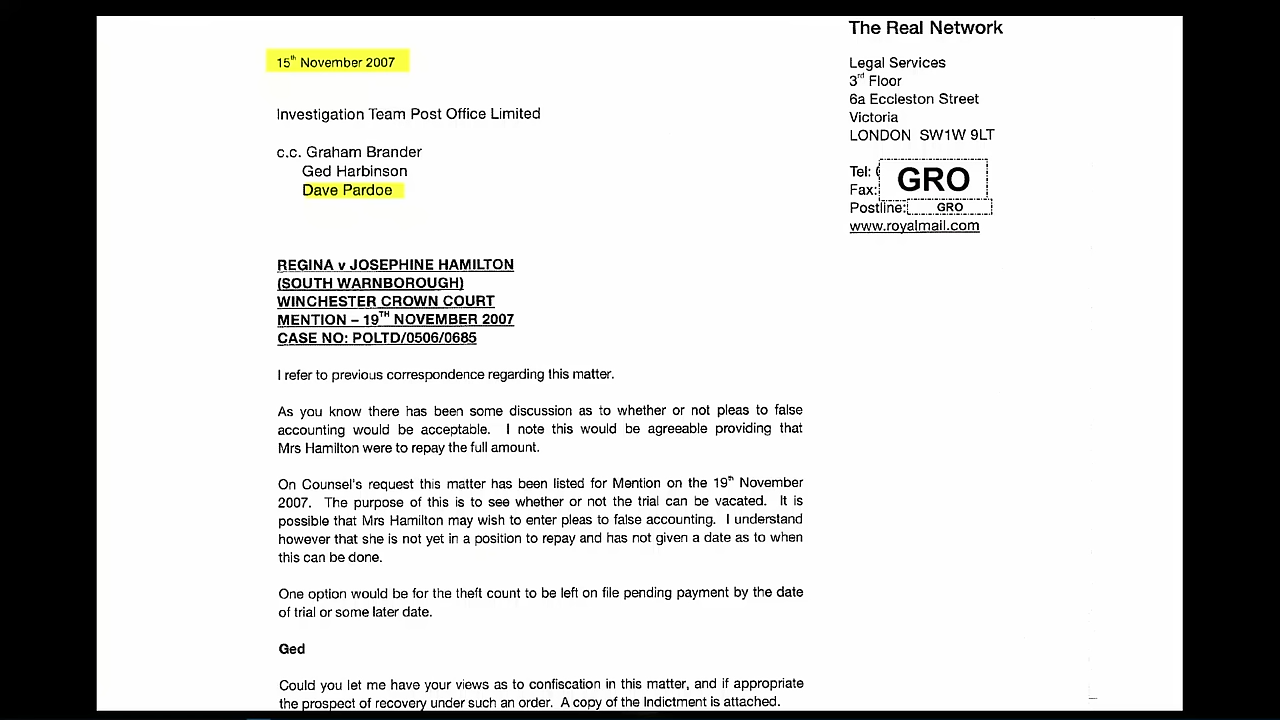 The Real Network
15th November 2007
Legal Services
3rd Floor
6a Eccleston Street
Victoria
LONDON SW1W 9LT
Investigation Team Post Office Limited
c.c. Graham Brander
Ged Harbinson
Dave Pardoe
Tel:
GRO
Fax:
Postline:
GRO
www.royalmail.com
REGINA v JOSEPHINE HAMILTON
(SOUTH WARNBOROUGH)
WINCHESTER CROWN COURT
MENTION – 19TH NOVEMBER 2007
CASE NO: POLTD/0506/0685
I refer to previous correspondence regarding this matter.
As you know there has been some discussion as to whether or not pleas to false
accounting would be acceptable. I note this would be agreeable providing that
Mrs Hamilton were to repay the full amount.
On Counsel's request this matter has been listed for Mention on the 19th November
2007. The purpose of this is to see whether or not the trial can be vacated. It is
possible that Mrs Hamilton may wish to enter pleas to false accounting. I understand
however that she is not yet in a position to repay and has not given a date as to when
this can be done.
One option would be for the theft count to be left on file pending payment by the date
of trial or some later date.
Ged
Could you let me have your views as to confiscation in this matter, and if appropriate
the prospect of recovery under such an order. A copy of the Indictment is attached.